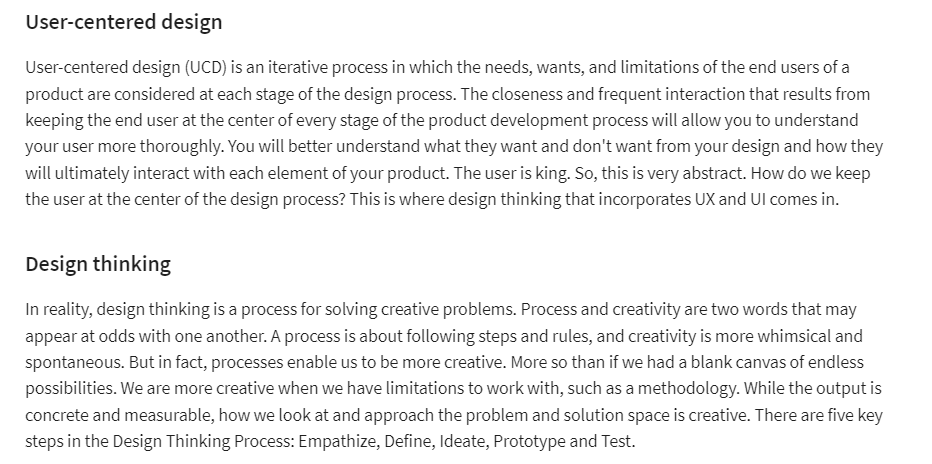 User-centered design
User-centered design (UCD) is an iterative process in which the needs, wants, and limitations of the end users of a
product are considered at each stage of the design process. The closeness and frequent interaction that results from
keeping the end user at the center of every stage of the product development process will allow you to understand
your user more thoroughly. You will better understand what they want and don't want from your design and how they
will ultimately interact with each element of your product. The user is king. So, this is very abstract. How do we keep
the user at the center of the design process? This is where design thinking that incorporates UX and UI comes in.
Design thinking
In reality, design thinking is a process for solving creative problems. Process and creativity are two words that may
appear at odds with one another. A process is about following steps and rules, and creativity is more whimsical and
spontaneous. But in fact, processes enable us to be more creative. More so than if we had a blank canvas of endless
possibilities. We are more creative when we have limitations to work with, such as a methodology. While the output is
concrete and measurable, how we look at and approach the problem and solution space is creative. There are five key
steps in the Design Thinking Process: Empathize, Define, Ideate, Prototype and Test.